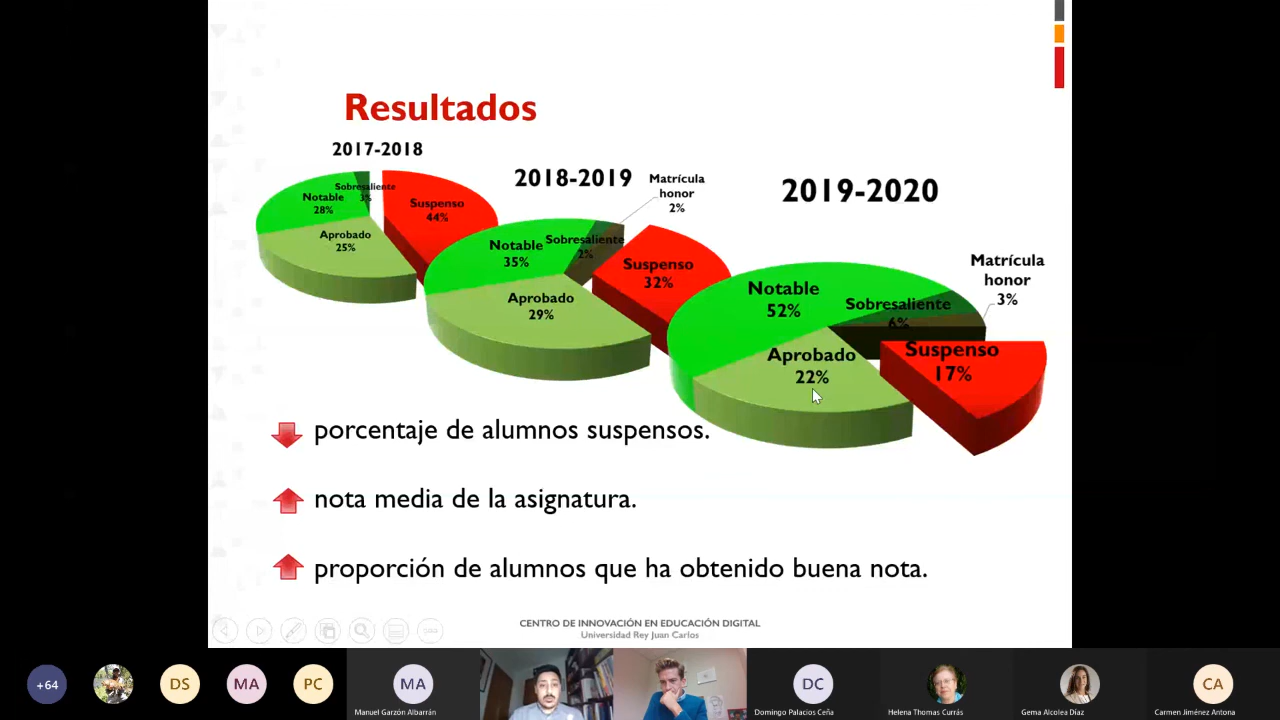 Resultados
2017-2018
Sobresaliente
3%
Notable
28%
Suspenso
44%
Aprobado
25%
2018-2019
Matrícula
honor
2%
Notable
35%
Sobresaliente
2%
Suspenso
32%
Aprobado
29%
2019-2020
Matrícula
honor
3%
Notable
52%
Sobresaliente
6%
Aprobado
22%
Suspenso
17%
porcentaje de alumnos suspensos.
nota media de la asignatura.
proporción de alumnos que ha obtenido buena nota.
CENTRO DE INNOVACIÓN EN EDUCACIÓN DIGITAL
Universidad Rey Juan Carlos
+64
DS
MA
PC
MA
Manuel Garzón Albarrán
DC
Domingo Palacios Ceña
Helena Thomas Currás
Gema Alcolea Díaz
CA
Carmen Jiménez Antona